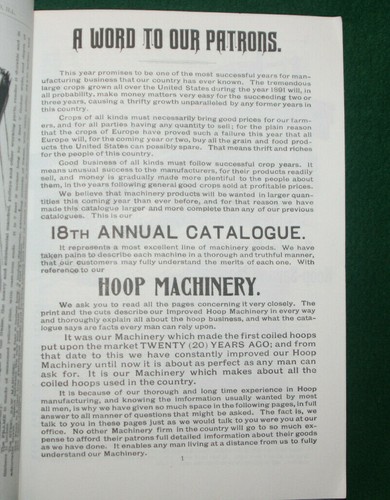 A WORD TO OUR PATRONS.
This year promises to be one of the most successful years for man-
ufacturing business that our country has ever known. The tremendous
large crops grown all over the United States during the year 1891 will, in
all probability, make money matters very easy for the succeeding two or
three years, causing a thrifty growth unparalleled by any former years in
this country.
Crops of all kinds must necessarily bring good prices for our farm-
ers, and for all parties having any quantity to sell; for the plain reason
that the crops of Europe have proved such a failure this year that all
Europe will, for the coming year or two, buy all the grain and food pro-
ducts the United States can possibly spare. That means thrift and riches
for the people of this country.
Good business of all kinds must follow successful crop years. It
means unusual success to the manufacturers, for their products readily
sell, and money is gradually made more plentiful to the people about
them, in the years following general good crops sold at profitable prices.
We believe that machinery products will be wanted in larger quan-
tities this coming year than ever before, and for that reason we have
made this catalogue larger and more complete than any of our previous
catalogues. This is our
18TH ANNUAL CATALOGUE.
It represents a most excellent line of machinery goods. We have
taken pains to describe each machine in a thorough and truthful manner,
that our customers may fully understand the merits of each one. With
reference to our
HOOP MACHINERY.
We ask you to read all the pages concerning it very closely. The
print and the cuts describe our Improved Hoop Machinery in every way
and thoroughly explain all about the hoop business, and what the cata-
logue says are facts every man can rely upon.
It was our Machinery which made the first coiled hoops
put upon the market TWENTY (20) YEARS AGO; and from
that date to this we have constantly improved our Hoop
Machinery until now it is about as perfect as any man can
ask for. It is our Machinery which makes about all the
coiled hoops used in the country.
It is because of our thorough and long time experience in Hoop
manufacturing, and knowing the information usually wanted by most
all men, is why we have given so much space in the following pages, in full
answer to all manner of questions that might be asked. The fact is, we
talk to you in these pages just as we would talk to you were you at our
office. No other Machinery firm in the country will go to so much ex-
pense to afford their patrons full detailed information about their goods
as we have done. It enables any man living at a distance from us to fully
understand our Machinery.
1